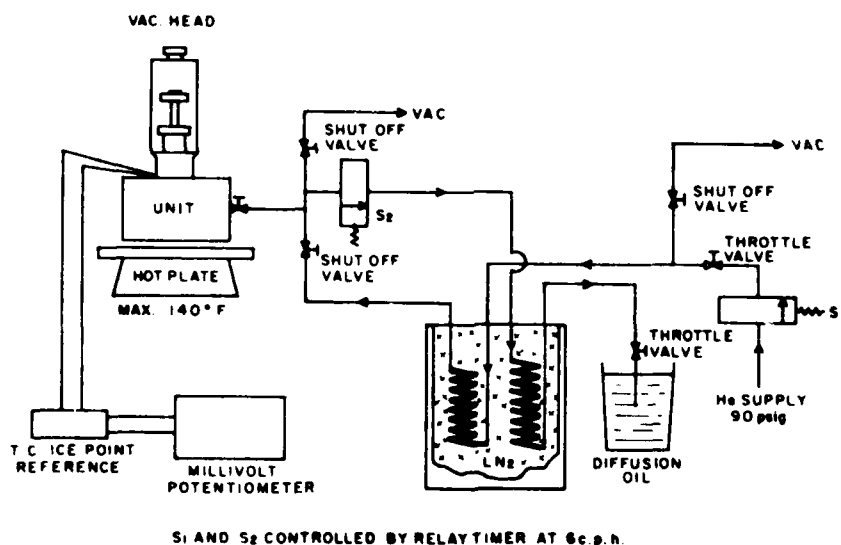 VAC. HEAD
VAC
SHUT OFF
VALVE
VAC
SHUT OFF
VALVE
UNIT
S2
THROTTLE
VALVE
SHUT OFF
VALVE
HOT PLATE
MAX. 140°F
S
THROTTLE
VALVE
He SUPPLY
90 psig
T.C. ICE POINT
REFERENCE
MILLIVOLT
POTENTIOMETER
LN2
DIFFUSION
OIL
S1 AND S2 CONTROLLED BY RELAY TIMER AT 6c.p.h.